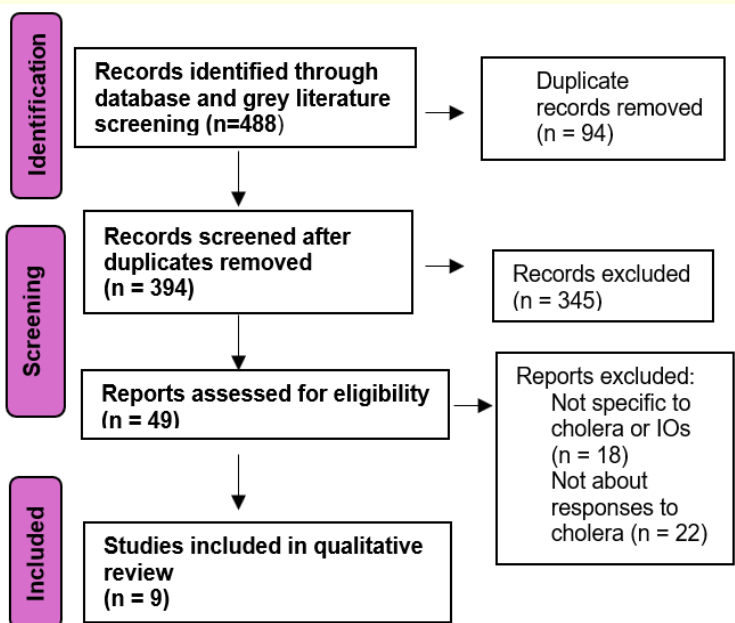 Identification
Records identified through
database and grey literature
screening (n=488)
Duplicate
records removed
(n = 94)
Screening
Records screened after
duplicates removed
(n = 394)
Records excluded
(n = 345)
Reports assessed for eligibility
(n = 49)
Reports excluded:
Not specific to
cholera or IOs
(n = 18)
Not about
responses to
cholera (n = 22)
Included
Studies included in qualitative
review
(n = 9)